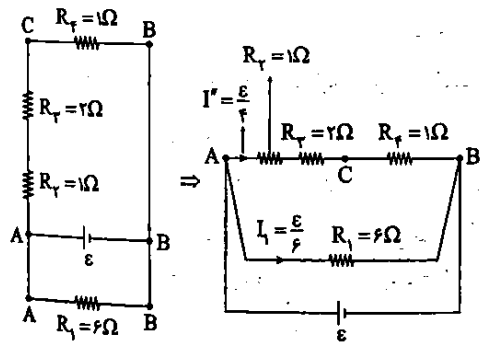 R۴ = ۱Ω
C B
R۳ = ۲Ω
R۲ = ۱Ω
A B
ε
A B
R۱ = ۶Ω
⇒
R۲ = ۱Ω
I" = ε/۴
R۳ = ۲Ω R۴ = ۱Ω
A C B
I۱ = ε/۶ R۱ = ۶Ω
ε